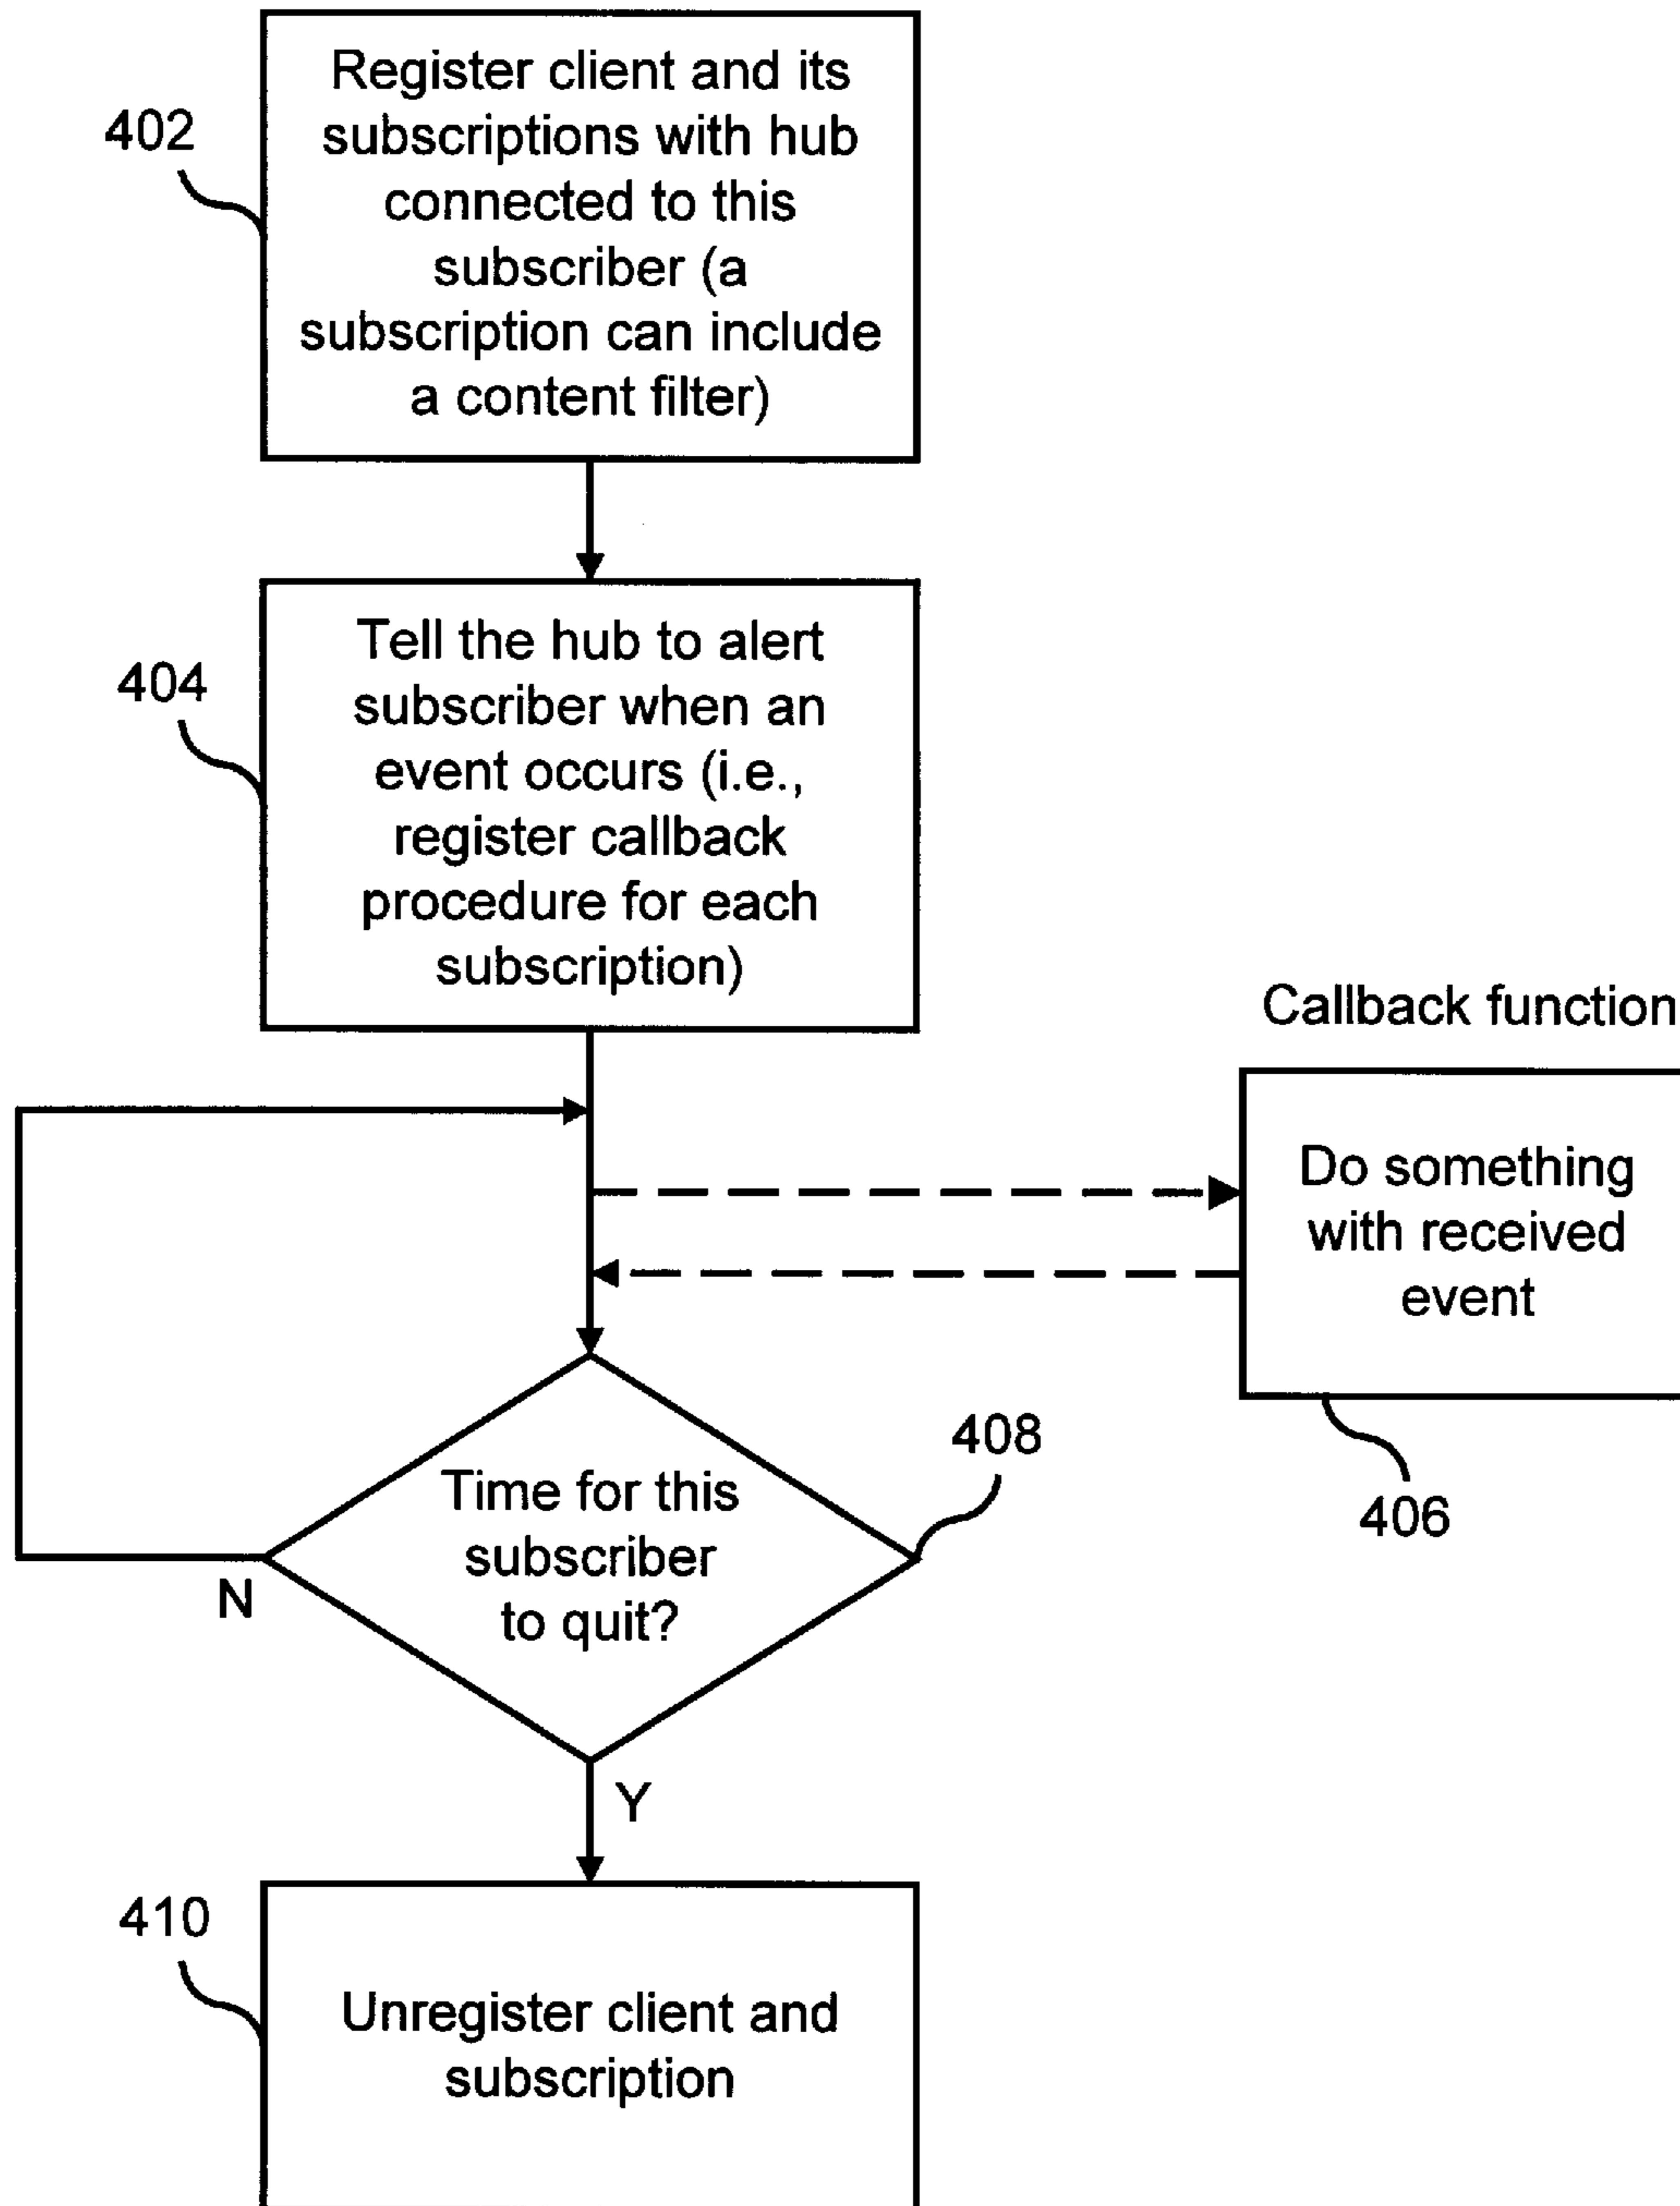 Register client and its
subscriptions with hub
connected to this
subscriber (a
subscription can include
a content filter)
402
Tell the hub to alert
subscriber when an
event occurs (i.e.,
register callback
procedure for each
subscription)
404
Callback function
Do something
with received
event
406
Time for this
subscriber
to quit?
408
N
Y
410
Unregister client and
subscription